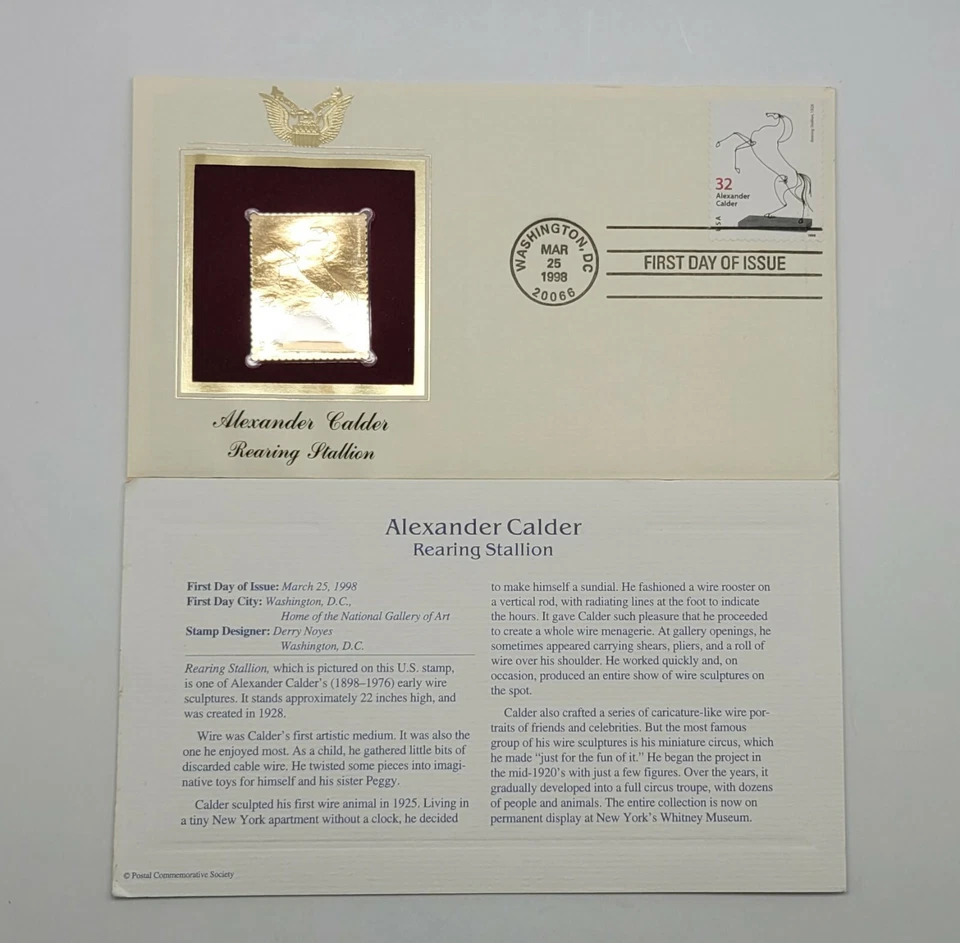 32
Alexander
Calder
USA
WASHINGTON, DC
MAR
25
1998
20066
FIRST DAY OF ISSUE
Alexander Calder
Rearing Stallion
Alexander Calder
Rearing Stallion
First Day of Issue: March 25, 1998
First Day City: Washington, D.C.,
Home of the National Gallery of Art
Stamp Designer: Derry Noyes
Washington, D.C.
Rearing Stallion, which is pictured on this U.S. stamp,
is one of Alexander Calder's (1898–1976) early wire
sculptures. It stands approximately 22 inches high, and
was created in 1928.
Wire was Calder's first artistic medium. It was also the
one he enjoyed most. As a child, he gathered little bits of
discarded cable wire. He twisted some pieces into imagi-
native toys for himself and his sister Peggy.
Calder sculpted his first wire animal in 1925. Living in
a tiny New York apartment without a clock, he decided
to make himself a sundial. He fashioned a wire rooster on
a vertical rod, with radiating lines at the foot to indicate
the hours. It gave Calder such pleasure that he proceeded
to create a whole wire menagerie. At gallery openings, he
sometimes appeared carrying shears, pliers, and a roll of
wire over his shoulder. He worked quickly and, on
occasion, produced an entire show of wire sculptures on
the spot.
Calder also crafted a series of caricature-like wire por-
traits of friends and celebrities. But the most famous
group of his wire sculptures is his miniature circus, which
he made "just for the fun of it." He began the project in
the mid-1920's with just a few figures. Over the years, it
gradually developed into a full circus troupe, with dozens
of people and animals. The entire collection is now on
permanent display at New York's Whitney Museum.
© Postal Commemorative Society